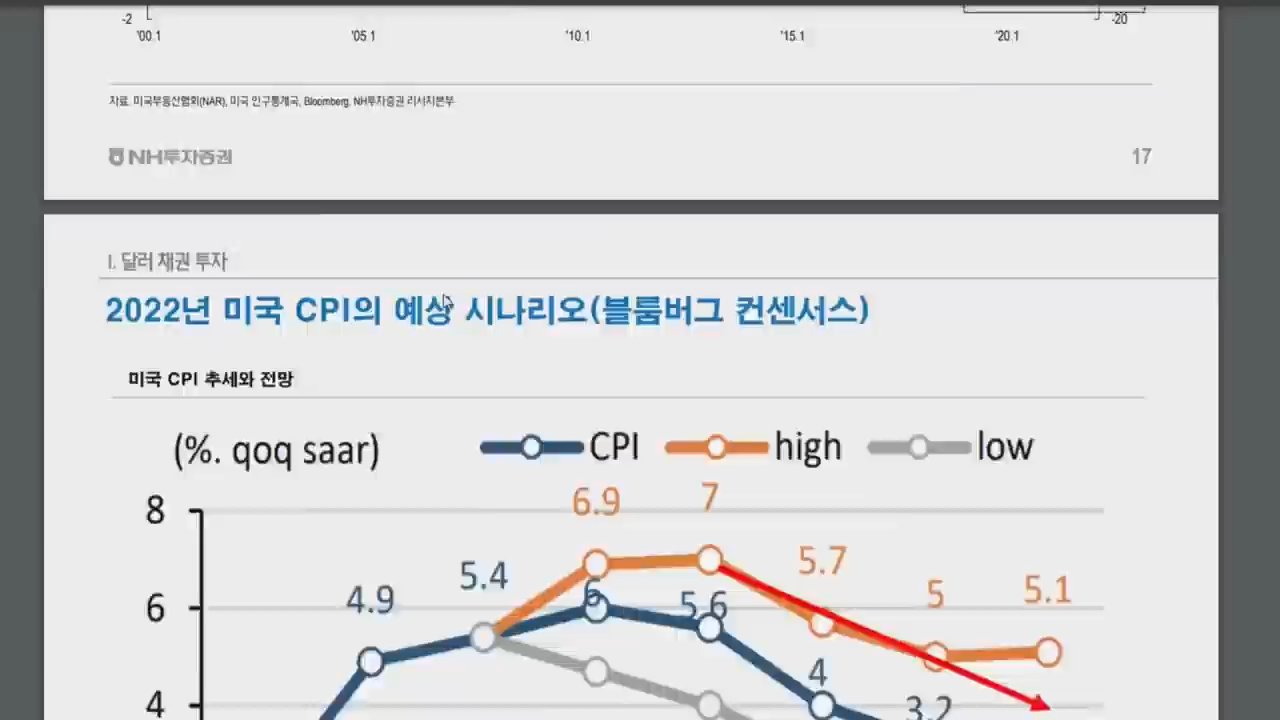 -2
-20
'00.1 '05.1 '10.1 '15.1 '20.1
자료: 미국부동산협회(NAR), 미국 인구통계국, Bloomberg, NH투자증권 리서치본부
NH투자증권
17
I. 달러 채권 투자
2022년 미국 CPI의 예상 시나리오(블룸버그 컨센서스)
미국 CPI 추세와 전망
(%. qoq saar) CPI high low
8
6.9 7
5.7 5 5.1
4.9 5.4 6 5.6
6
4 3.2
4